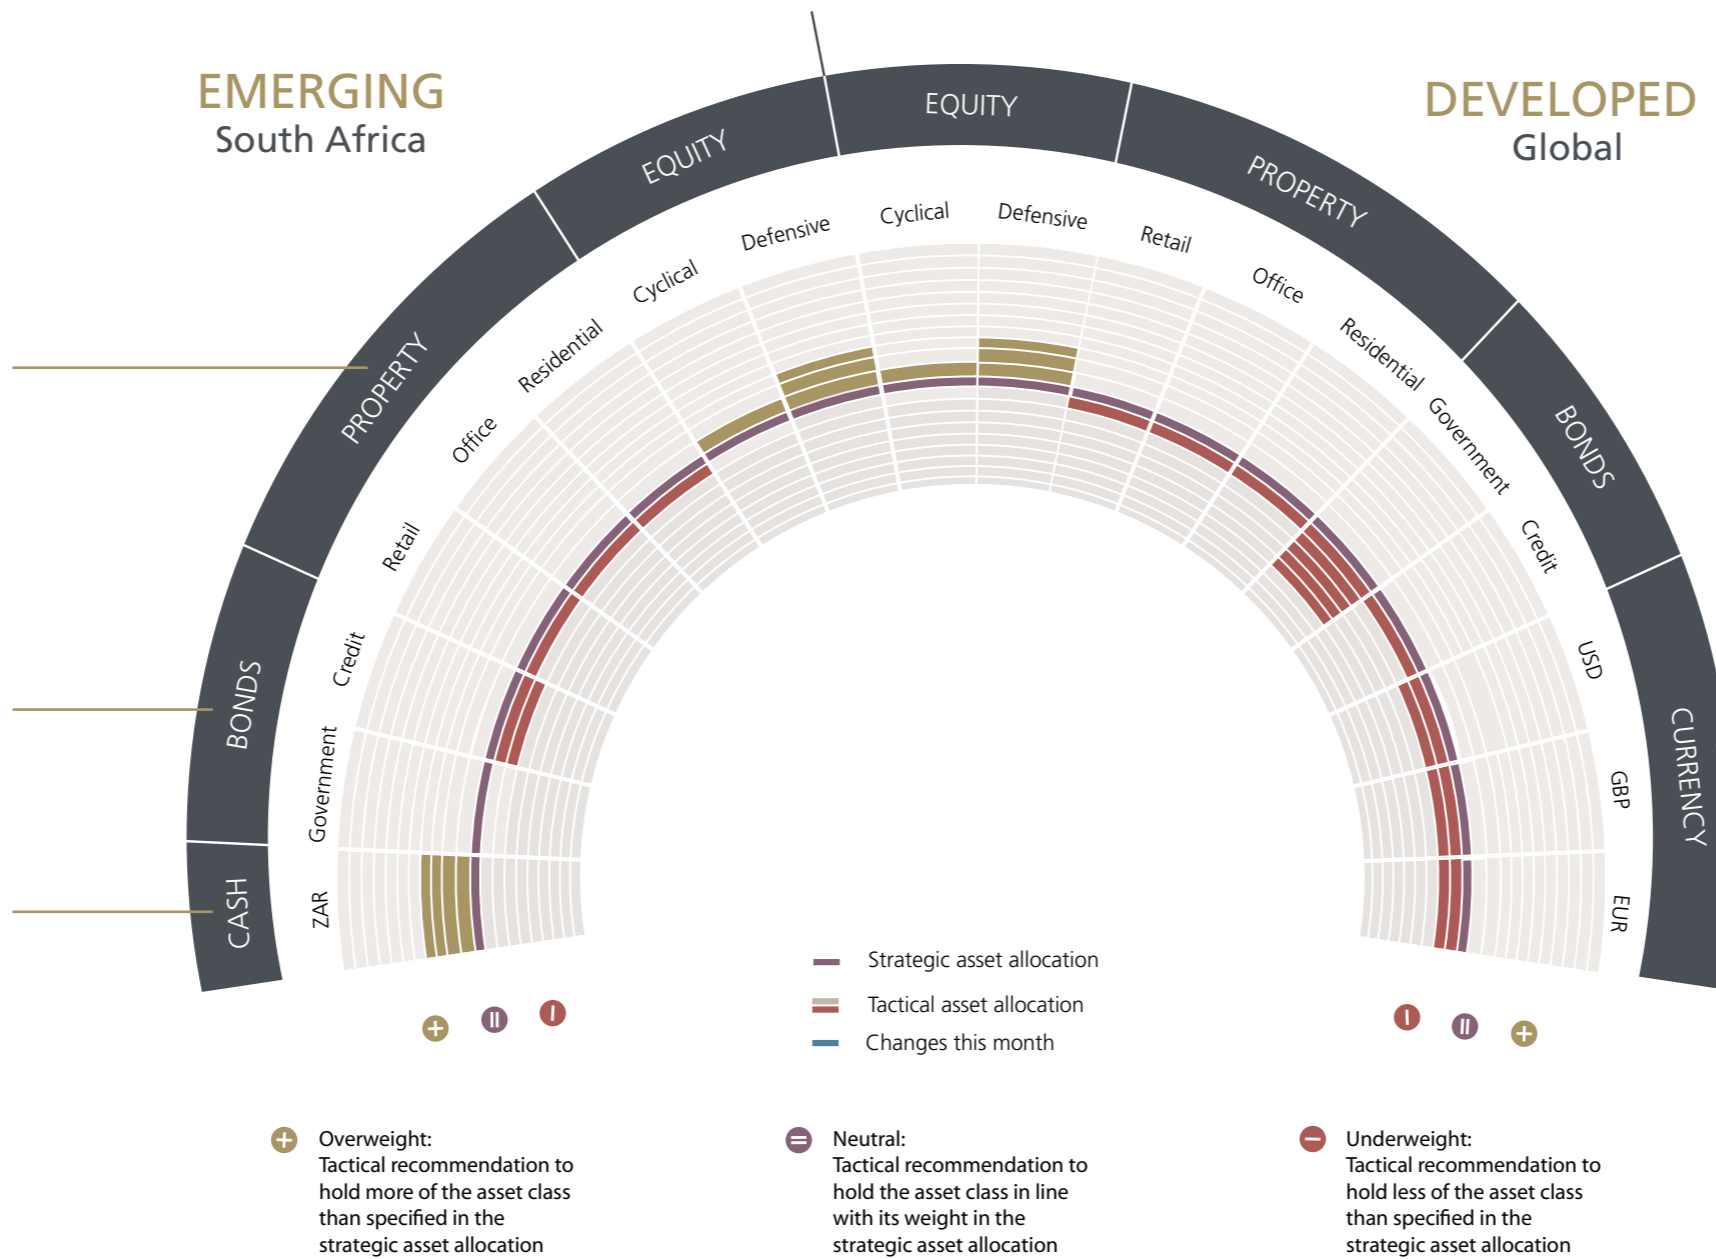 EMERGING
South Africa
DEVELOPED
Global
CASH
BONDS
PROPERTY
EQUITY
EQUITY
PROPERTY
BONDS
CURRENCY
ZAR
Government
Credit
Retail
Office
Residential
Cyclical
Defensive
Cyclical
Defensive
Retail
Office
Residential
Government
Credit
USD
GBP
EUR
Strategic asset allocation
Tactical asset allocation
Changes this month
Overweight:
Tactical recommendation to
hold more of the asset class
than specified in the
strategic asset allocation
Neutral:
Tactical recommendation to
hold the asset class in line
with its weight in the
strategic asset allocation
Underweight:
Tactical recommendation to
hold less of the asset class
than specified in the
strategic asset allocation